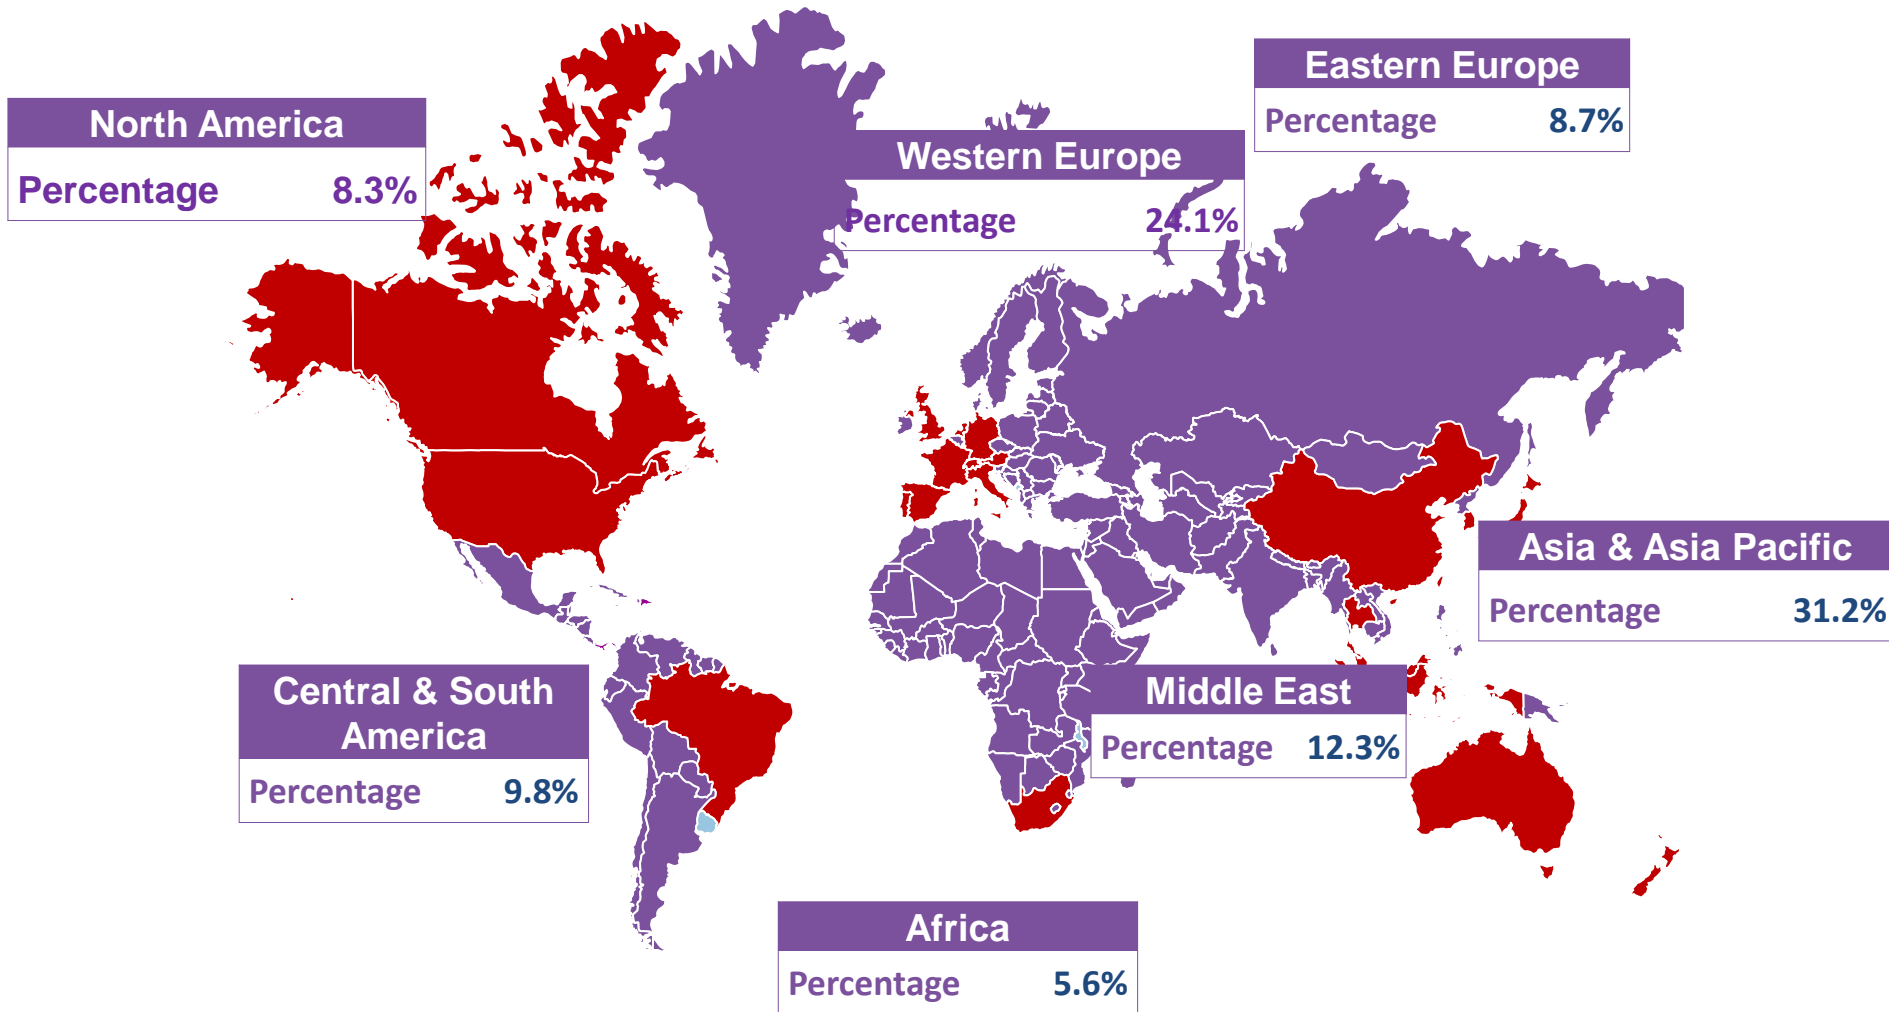 Eastern Europe
Percentage 8.7%
North America
Percentage 8.3%
Western Europe
Percentage 24.1%
Asia & Asia Pacific
Percentage 31.2%
Central & South
America
Percentage 9.8%
Middle East
Percentage 12.3%
Africa
Percentage 5.6%